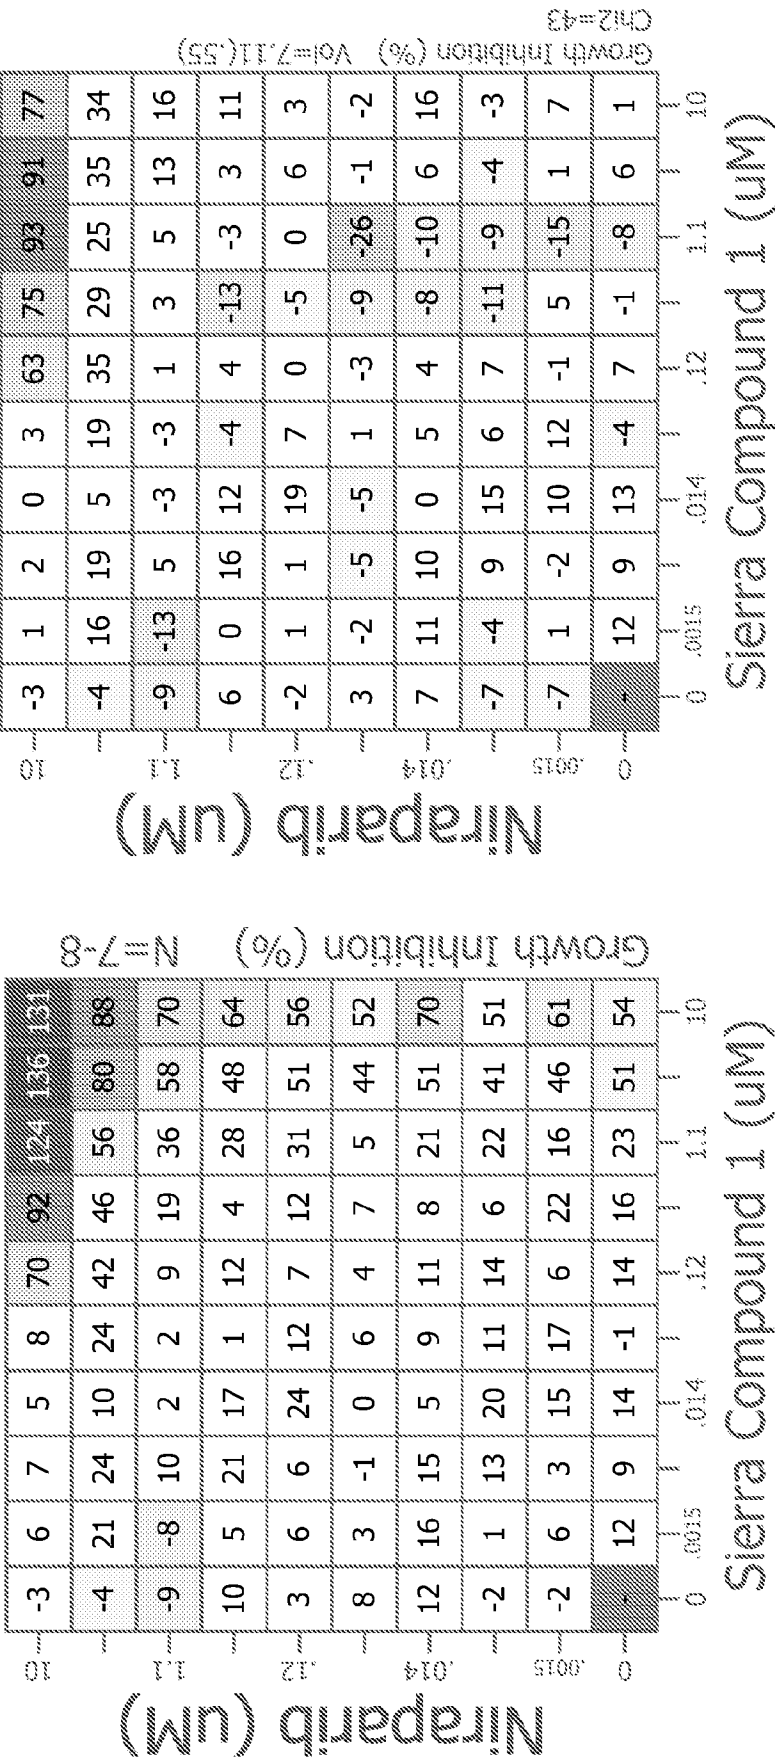 Niraparib (uM)
10 -3 6 7 5 8 70 92 124 136 131
-4 21 24 10 24 42 46 56 80 88
1.1 -9 -8 10 2 2 9 19 36 58 70
10 5 21 17 1 12 4 28 48 64
.12 3 6 6 24 12 7 12 31 51 56
8 3 -1 0 6 4 7 5 44 52
.014 12 16 15 5 9 11 8 21 51 70
-2 1 13 20 11 14 6 22 41 51
.0015 -2 6 3 15 17 6 22 16 46 61
0 - 12 9 14 -1 14 16 23 51 54
0 .0015 .014 .12 1.1 10
Sierra Compound 1 (uM)
Growth Inhibition (%) N=7-8
Niraparib (uM)
10 -3 1 2 0 3 63 75 93 91 77
-4 16 19 5 19 35 29 25 35 34
1.1 -9 -13 5 -3 -3 1 3 5 13 16
6 0 16 12 -4 4 -13 -3 3 11
.12 -2 1 1 19 7 0 -5 0 6 3
3 -2 -5 -5 1 -3 -9 -26 -1 -2
.014 7 11 10 0 5 4 -8 -10 6 16
-7 -4 9 15 6 7 -11 -9 -4 -3
.0015 -7 1 -2 10 12 -1 5 -15 1 7
0 - 12 9 13 -4 7 -1 -8 6 1
0 .0015 .014 .12 1.1 10
Sierra Compound 1 (uM)
Growth Inhibition (%) Vol=7.11(.55)
Chi2=43